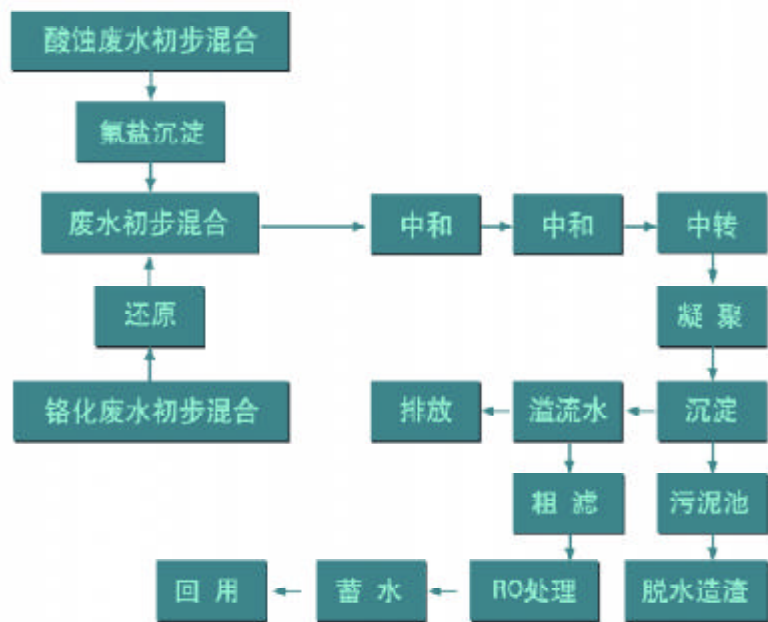 酸蚀废水初步混合
氟盐沉淀
废水初步混合
中和
中和
中转
还原
凝 聚
铬化废水初步混合
排放
溢流水
沉淀
粗 滤
污泥池
回 用
蓄 水
RO处理
脱水造渣